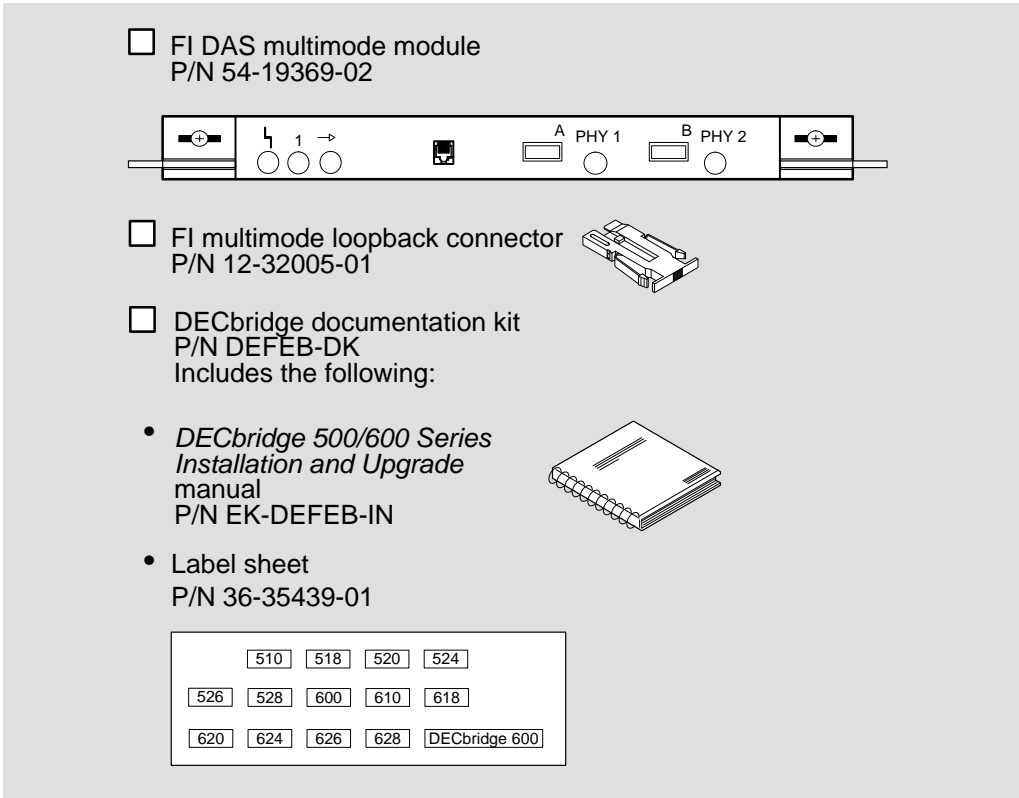 FI DAS multimode module
P/N 54-19369-02
1
A PHY 1 B PHY 2
FI multimode loopback connector
P/N 12-32005-01
DECbridge documentation kit
P/N DEFEB-DK
Includes the following:
• DECbridge 500/600 Series
Installation and Upgrade
manual
P/N EK-DEFEB-IN
• Label sheet
P/N 36-35439-01
510 518 520 524
526 528 600 610 618
620 624 626 628 DECbridge 600